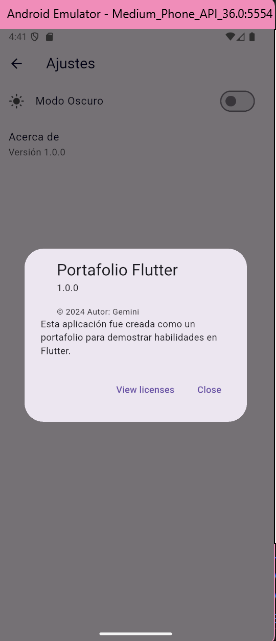 Android Emulator - Medium_Phone_API_36.0:5554
4:41
Ajustes
Modo Oscuro
Acerca de
Versión 1.0.0
Portafolio Flutter
1.0.0
© 2024 Autor: Gemini
Esta aplicación fue creada como un
portafolio para demostrar habilidades en
Flutter.
View licenses Close